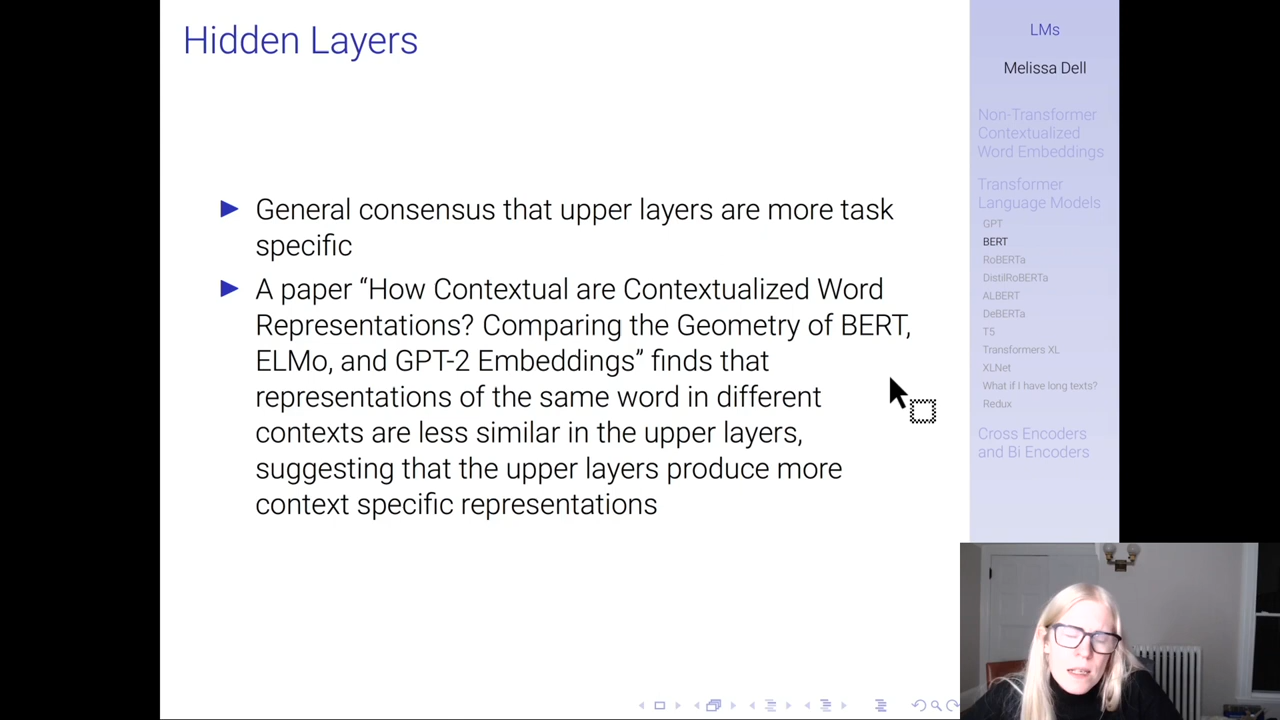 Hidden Layers
General consensus that upper layers are more task
specific
A paper “How Contextual are Contextualized Word
Representations? Comparing the Geometry of BERT,
ELMo, and GPT-2 Embeddings” finds that
representations of the same word in different
contexts are less similar in the upper layers,
suggesting that the upper layers produce more
context specific representations
LMs
Melissa Dell
Non-Transformer
Contextualized
Word Embeddings
Transformer
Language Models
GPT
BERT
RoBERTa
DistilRoBERTa
ALBERT
DeBERTa
T5
Transformers XL
XLNet
What if I have long texts?
Redux
Cross Encoders
and Bi Encoders